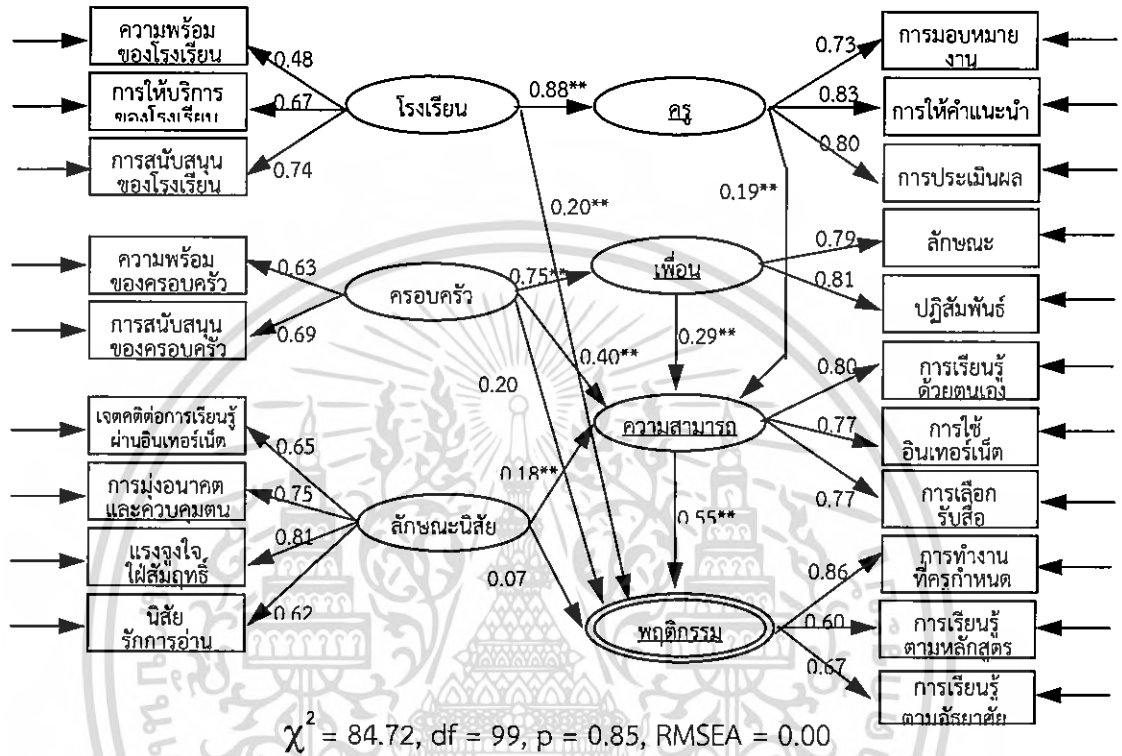 ความพร้อม
ของโรงเรียน
0.48
0.73
การมอบหมาย
งาน
การให้บริการ
ของโรงเรียน
0.67
โรงเรียน
0.88**
ครู
0.83
การให้คำแนะนำ
การสนับสนุน
ของโรงเรียน
0.74
0.80
การประเมินผล
0.20**
0.19**
ความพร้อม
ของครอบครัว
0.63
ครอบครัว
0.75**
เพื่อน
0.79
ลักษณะ
การสนับสนุน
ของครอบครัว
0.69
0.81
ปฏิสัมพันธ์
0.40**
0.29**
0.20
0.80
การเรียนรู้
ด้วยตนเอง
เจตคติต่อการเรียนรู้
ผ่านอินเทอร์เน็ต
0.65
ความสามารถ
0.77
การใช้
อินเทอร์เน็ต
การมุ่งอนาคต
และควบคุมตน
0.75
0.18**
0.77
การเลือก
รับสื่อ
ลักษณะนิสัย
0.55**
แรงจูงใจ
ใฝ่สัมฤทธิ์
0.81
0.07
0.86
การทำงาน
ที่ครูกำหนด
นิสัย
รักการอ่าน
0.62
พฤติกรรม
0.60
การเรียนรู้
ตามหลักสูตร
0.67
การเรียนรู้
ตามอัธยาศัย
χ² = 84.72, df = 99, p = 0.85, RMSEA = 0.00